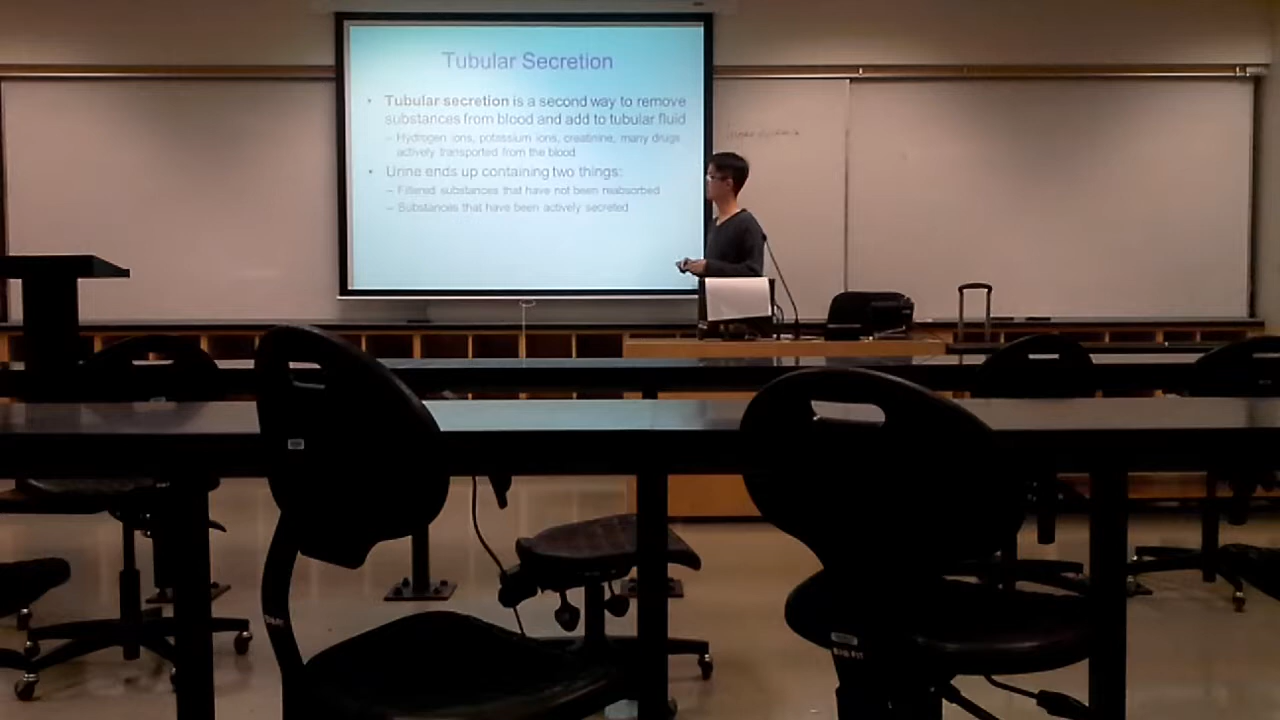 Tubular Secretion
• Tubular secretion is a second way to remove
substances from blood and add to tubular fluid
– Hydrogen ions, potassium ions, creatinine, many drugs
actively transported from the blood
• Urine ends up containing two things:
– Filtered substances that have not been reabsorbed
– Substances that have been actively secreted